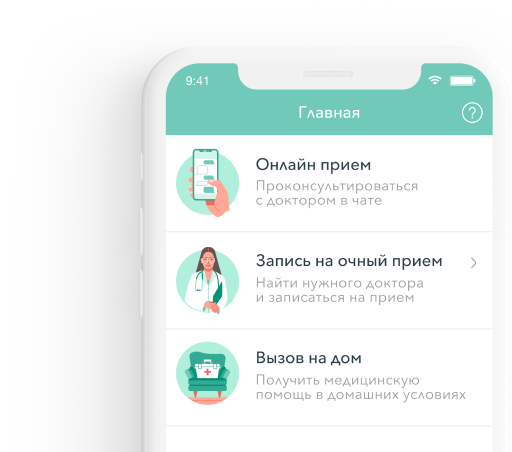 9:41
Главная
?
Онлайн прием
Проконсультироваться
с доктором в чате
Запись на очный прием
Найти нужного доктора
и записаться на прием
Вызов на дом
Получить медицинскую
помощь в домашних условиях